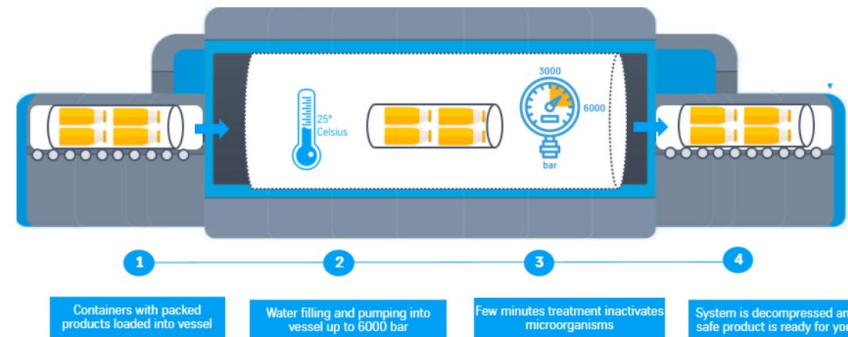 3000
25°
Celsius
6000
bar
1
2
3
4
Containers with packed
products loaded into vessel
Water filling and pumping into
vessel up to 6000 bar
Few minutes treatment inactivates
microorganisms
System is decompressed an
safe product is ready for you